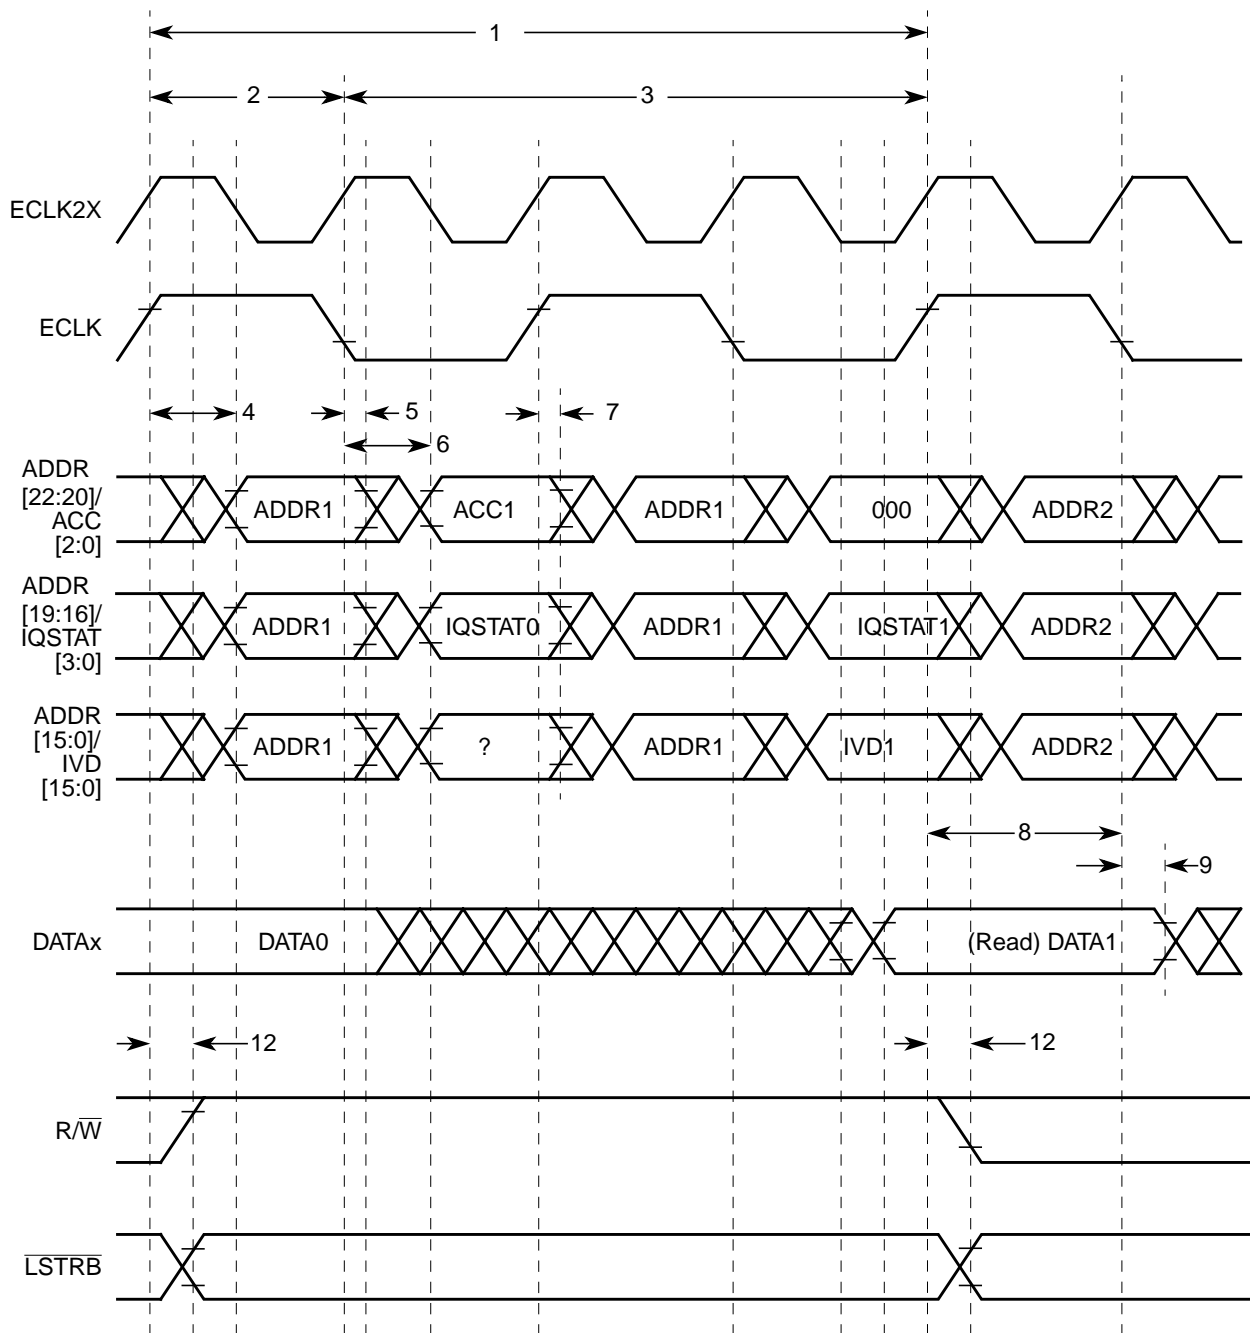 1
2 3
ECLK2X
ECLK
4 5 7
6
ADDR
[22:20]/
ACC
[2:0]
ADDR1 ACC1 ADDR1 000 ADDR2
ADDR
[19:16]/
IQSTAT
[3:0]
ADDR1 IQSTAT0 ADDR1 IQSTAT1 ADDR2
ADDR
[15:0]/
IVD
[15:0]
ADDR1 ? ADDR1 IVD1 ADDR2
8
9
DATAx DATA0 (Read) DATA1
12 12
R/W̅
L̅S̅T̅R̅B̅